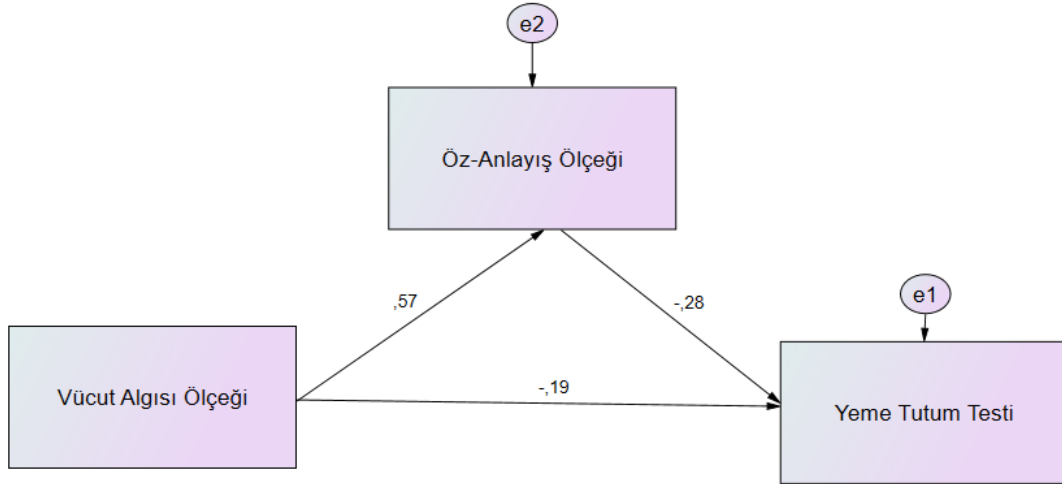 e2
Öz-Anlayış Ölçeği
,57
-,28
e1
Vücut Algısı Ölçeği
-,19
Yeme Tutum Testi